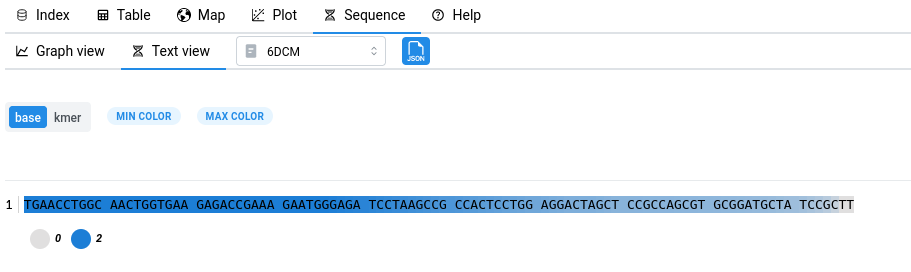 Index Table Map Plot Sequence Help
Graph view Text view 6DCM JSON
base kmer MIN COLOR MAX COLOR
1 TGAACCTGGC AACTGGTGAA GAGACCGAAA GAATGGGAGA TCCTAAGCCG CCACTCCTGG AGGACTAGCT CCGCCAGCGT GCGGATGCTA TCCGCTT
0 2